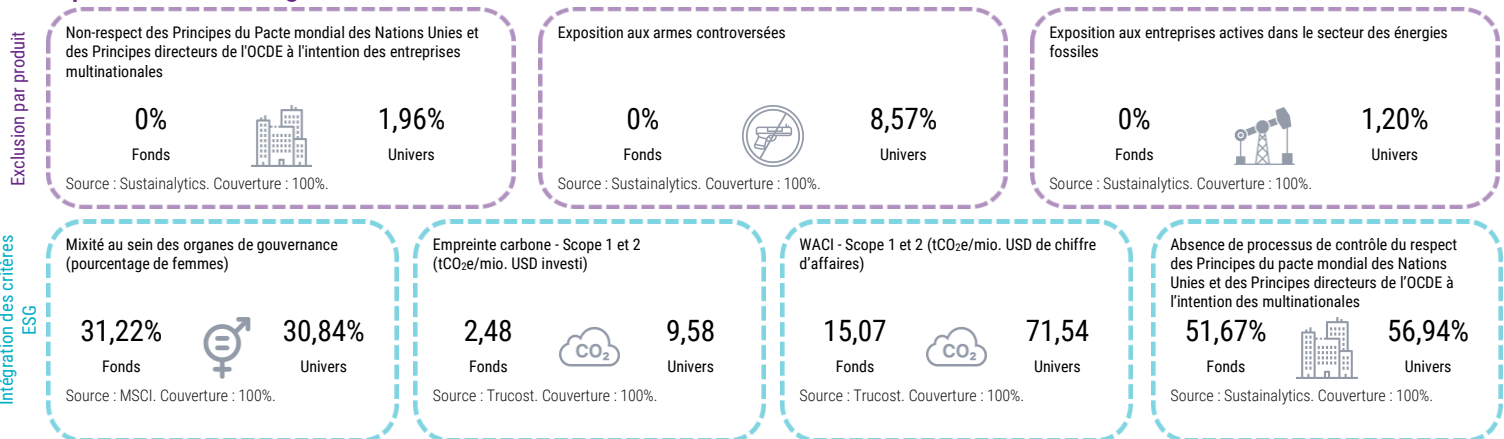 Exclusion par produit
Non-respect des Principes du Pacte mondial des Nations Unies et
des Principes directeurs de l'OCDE à l'intention des entreprises
multinationales
0%
1,96%
Fonds
Univers
Source : Sustainalytics. Couverture : 100%.
Exposition aux armes controversées
0%
8,57%
Fonds
Univers
Source : Sustainalytics. Couverture : 100%.
Exposition aux entreprises actives dans le secteur des énergies
fossiles
0%
1,20%
Fonds
Univers
Source : Sustainalytics. Couverture : 100%.
Intégration des critères
ESG
Mixité au sein des organes de gouvernance
(pourcentage de femmes)
31,22%
30,84%
Fonds
Univers
Source : MSCI. Couverture : 100%.
Empreinte carbone - Scope 1 et 2
(tCO₂e/mio. USD investi)
2,48
CO₂
9,58
Fonds
Univers
Source : Trucost. Couverture : 100%.
WACI - Scope 1 et 2 (tCO₂e/mio. USD de chiffre
d’affaires)
15,07
CO₂
71,54
Fonds
Univers
Source : Trucost. Couverture : 100%.
Absence de processus de contrôle du respect
des Principes du pacte mondial des Nations
Unies et des Principes directeurs de l’OCDE à
l’intention des multinationales
51,67%
56,94%
Fonds
Univers
Source : Sustainalytics. Couverture : 100%.